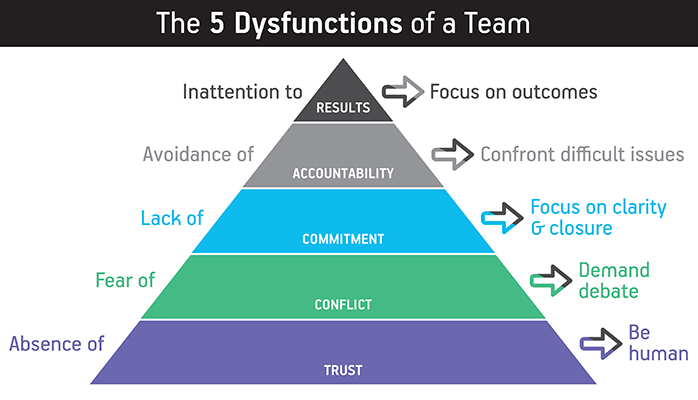 The 5 Dysfunctions of a Team
Inattention to
RESULTS
Focus on outcomes
Avoidance of
ACCOUNTABILITY
Confront difficult issues
Lack of
COMMITMENT
Focus on clarity
& closure
Fear of
CONFLICT
Demand
debate
Absence of
TRUST
Be
human